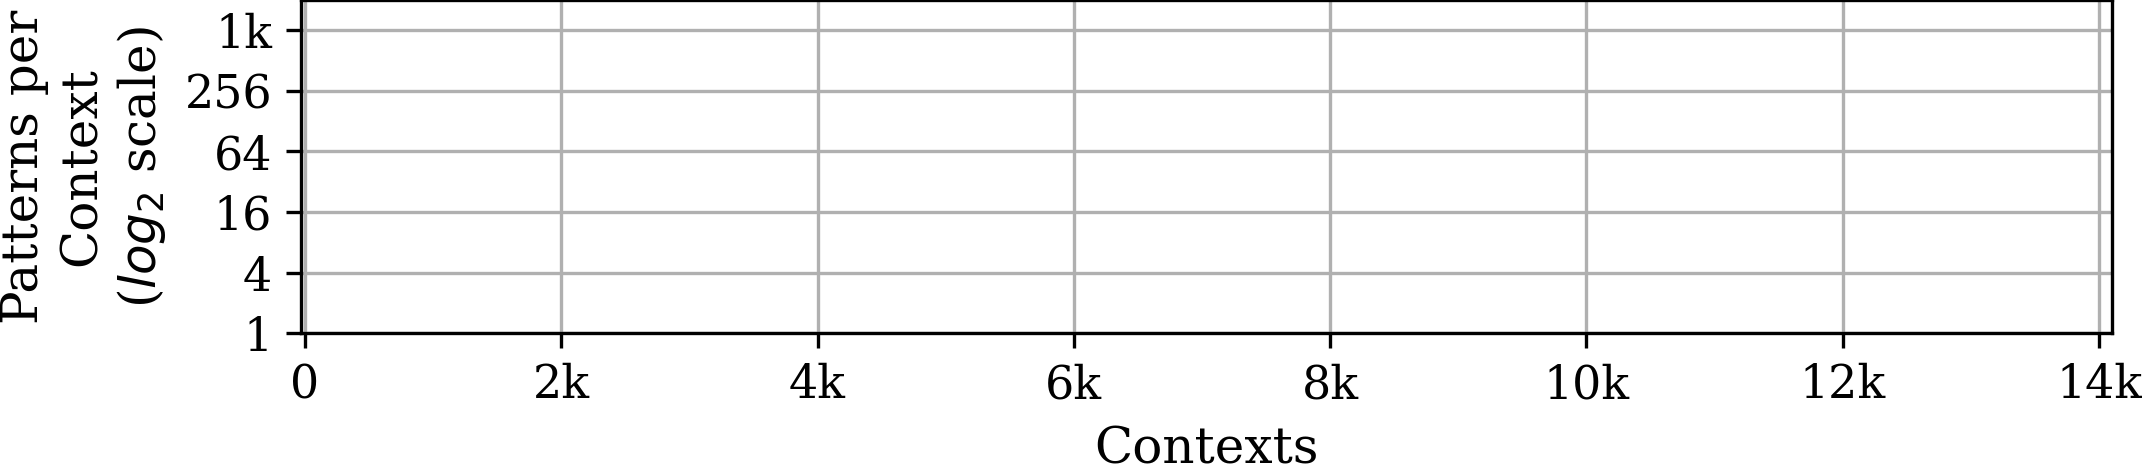 Patterns per
Context
(log₂ scale)
1k
256
64
16
4
1
0 2k 4k 6k 8k 10k 12k 14k
Contexts